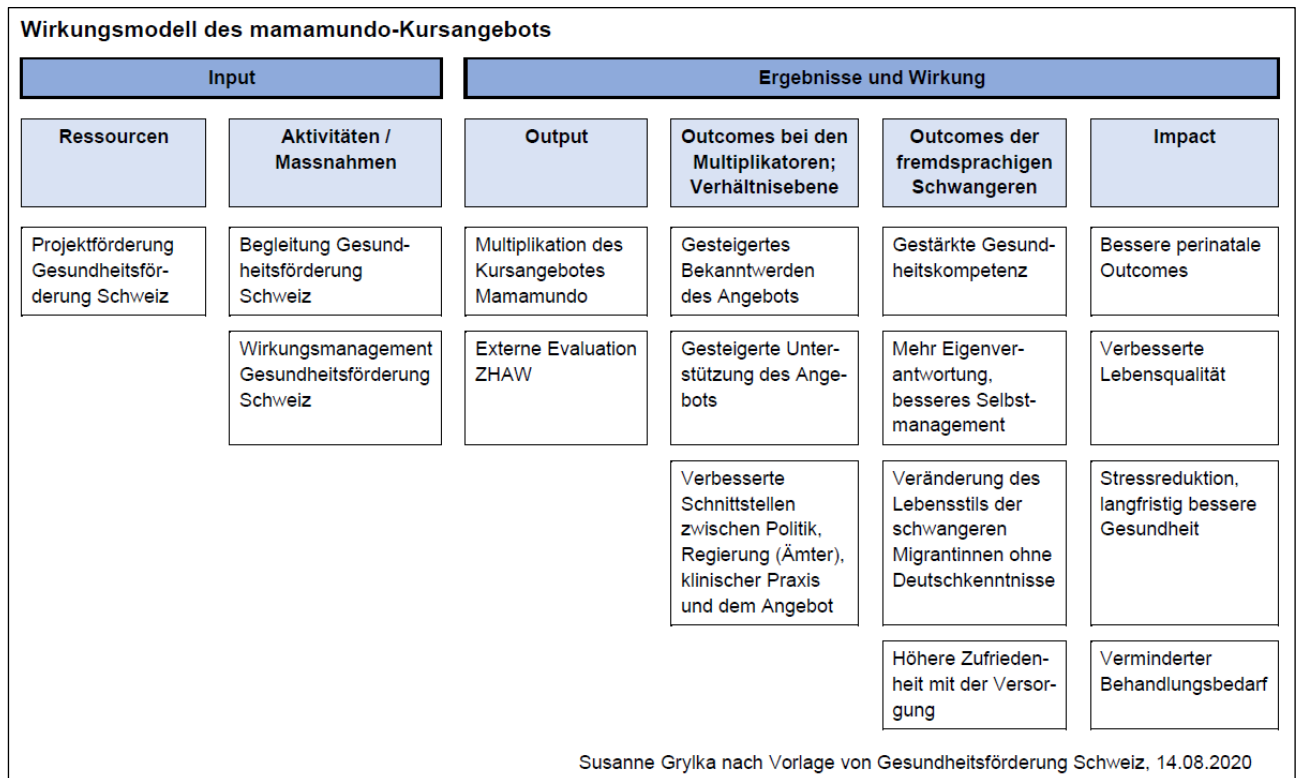 Wirkungsmodell des mamamundo-Kursangebots
Input
Ergebnisse und Wirkung
Ressourcen
Aktivitäten /
Massnahmen
Output
Outcomes bei den
Multiplikatoren;
Verhältnisebene
Outcomes der
fremdsprachigen
Schwangeren
Impact
Projektförderung
Gesundheitsför-
derung Schweiz
Begleitung Gesund-
heitsförderung
Schweiz
Multiplikation des
Kursangebotes
Mamamundo
Gesteigertes
Bekanntwerden
des Angebots
Gestärkte Gesund-
heitskompetenz
Bessere perinatale
Outcomes
Wirkungsmanagement
Gesundheitsförderung
Schweiz
Externe Evaluation
ZHAW
Gesteigerte Unter-
stützung des Ange-
bots
Mehr Eigenver-
antwortung,
besseres Selbst-
management
Verbesserte
Lebensqualität
Verbesserte
Schnittstellen
zwischen Politik,
Regierung (Ämter),
klinischer Praxis
und dem Angebot
Veränderung des
Lebensstils der
schwangeren
Migrantinnen ohne
Deutschkenntnisse
Stressreduktion,
langfristig bessere
Gesundheit
Höhere Zufrieden-
heit mit der Versor-
gung
Verminderter
Behandlungsbedarf
Susanne Grylka nach Vorlage von Gesundheitsförderung Schweiz, 14.08.2020